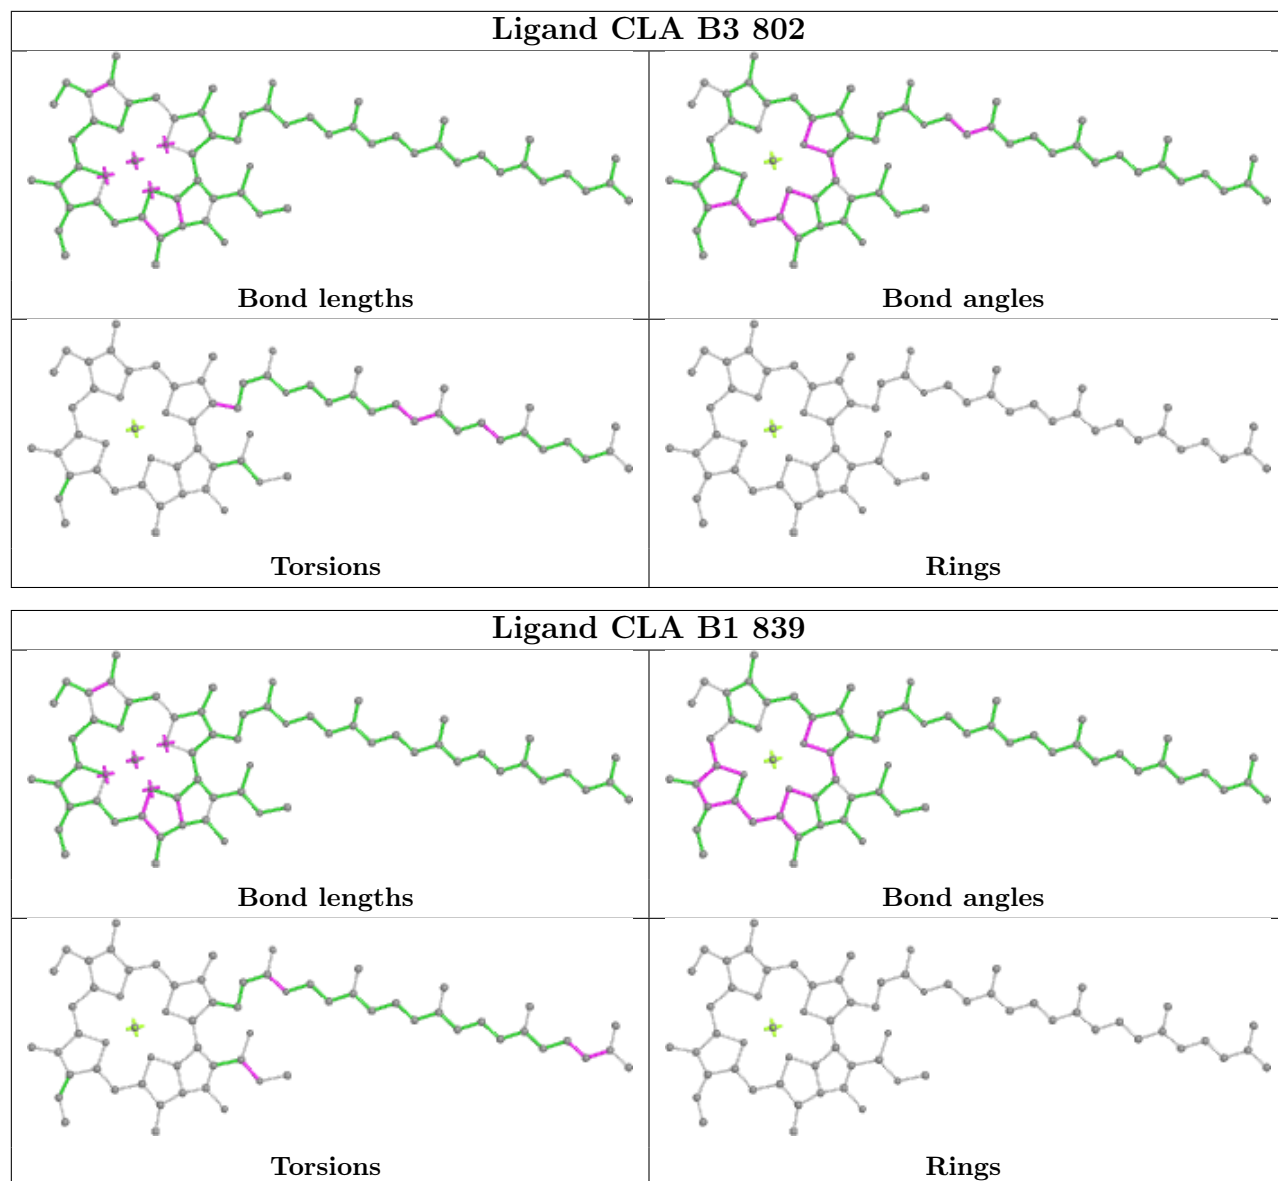 Ligand CLA B3 802
Bond lengths
Bond angles
Torsions
Rings
Ligand CLA B1 839
Bond lengths
Bond angles
Torsions
Rings